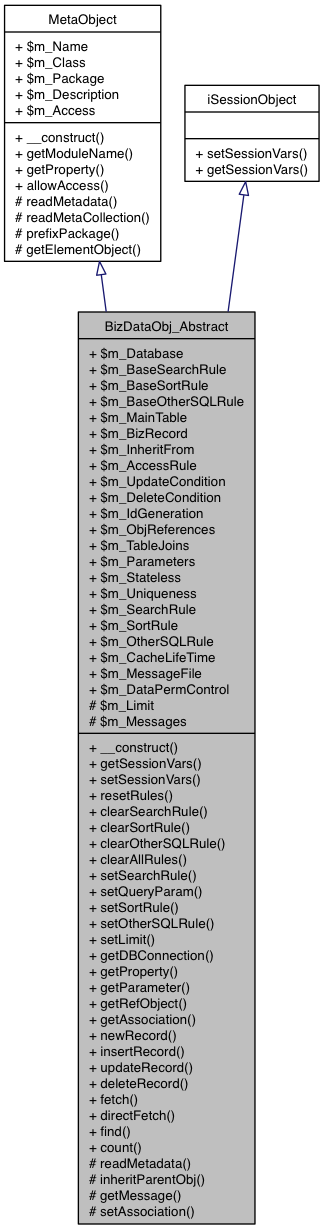 MetaObject
+ $m_Name
+ $m_Class
+ $m_Package
+ $m_Description
+ $m_Access
+ __construct()
+ getModuleName()
+ getProperty()
+ allowAccess()
# readMetadata()
# readMetaCollection()
# prefixPackage()
# getElementObject()
iSessionObject
+ setSessionVars()
+ getSessionVars()
BizDataObj_Abstract
+ $m_Database
+ $m_BaseSearchRule
+ $m_BaseSortRule
+ $m_BaseOtherSQLRule
+ $m_MainTable
+ $m_BizRecord
+ $m_InheritFrom
+ $m_AccessRule
+ $m_UpdateCondition
+ $m_DeleteCondition
+ $m_IdGeneration
+ $m_ObjReferences
+ $m_TableJoins
+ $m_Parameters
+ $m_Stateless
+ $m_Uniqueness
+ $m_SearchRule
+ $m_SortRule
+ $m_OtherSQLRule
+ $m_CacheLifeTime
+ $m_MessageFile
+ $m_DataPermControl
# $m_Limit
# $m_Messages
+ __construct()
+ getSessionVars()
+ setSessionVars()
+ resetRules()
+ clearSearchRule()
+ clearSortRule()
+ clearOtherSQLRule()
+ clearAllRules()
+ setSearchRule()
+ setQueryParam()
+ setSortRule()
+ setOtherSQLRule()
+ setLimit()
+ getDBConnection()
+ getProperty()
+ getParameter()
+ getRefObject()
+ getAssociation()
+ newRecord()
+ insertRecord()
+ updateRecord()
+ deleteRecord()
+ fetch()
+ directFetch()
+ find()
+ count()
# readMetadata()
# inheritParentObj()
# getMessage()
# setAssociation()